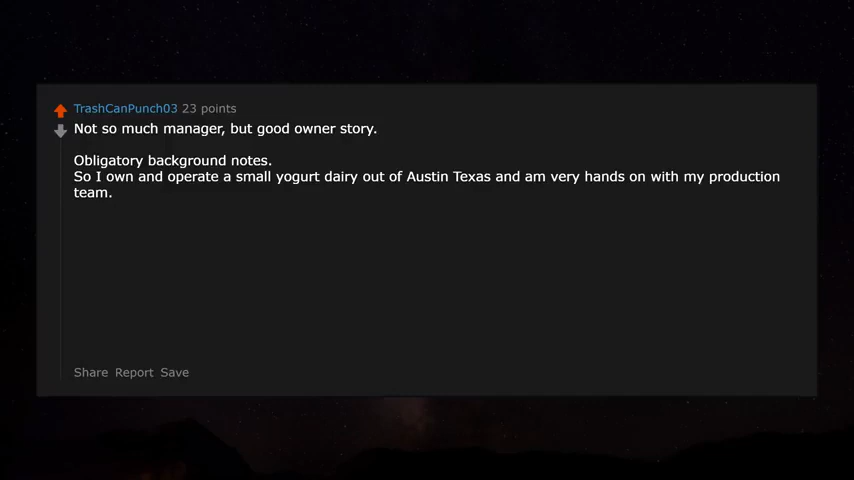 TrashCanPunch03 23 points
Not so much manager, but good owner story.
Obligatory background notes.
So I own and operate a small yogurt dairy out of Austin Texas and am very hands on with my production
team.
Share Report Save